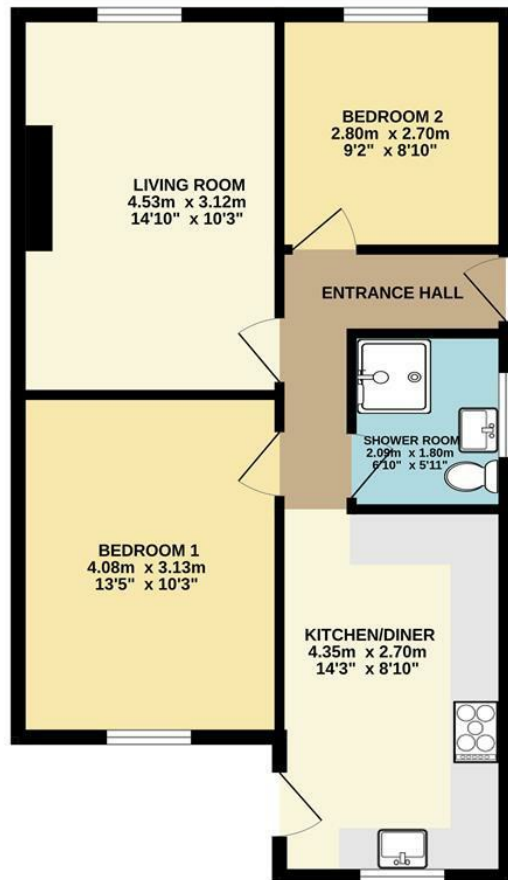 BEDROOM 2
2.80m x 2.70m
9'2" x 8'10"
LIVING ROOM
4.53m x 3.12m
14'10" x 10'3"
ENTRANCE HALL
SHOWER ROOM
2.09m x 1.80m
6'10" x 5'11"
BEDROOM 1
4.08m x 3.13m
13'5" x 10'3"
KITCHEN/DINER
4.35m x 2.70m
14'3" x 8'10"